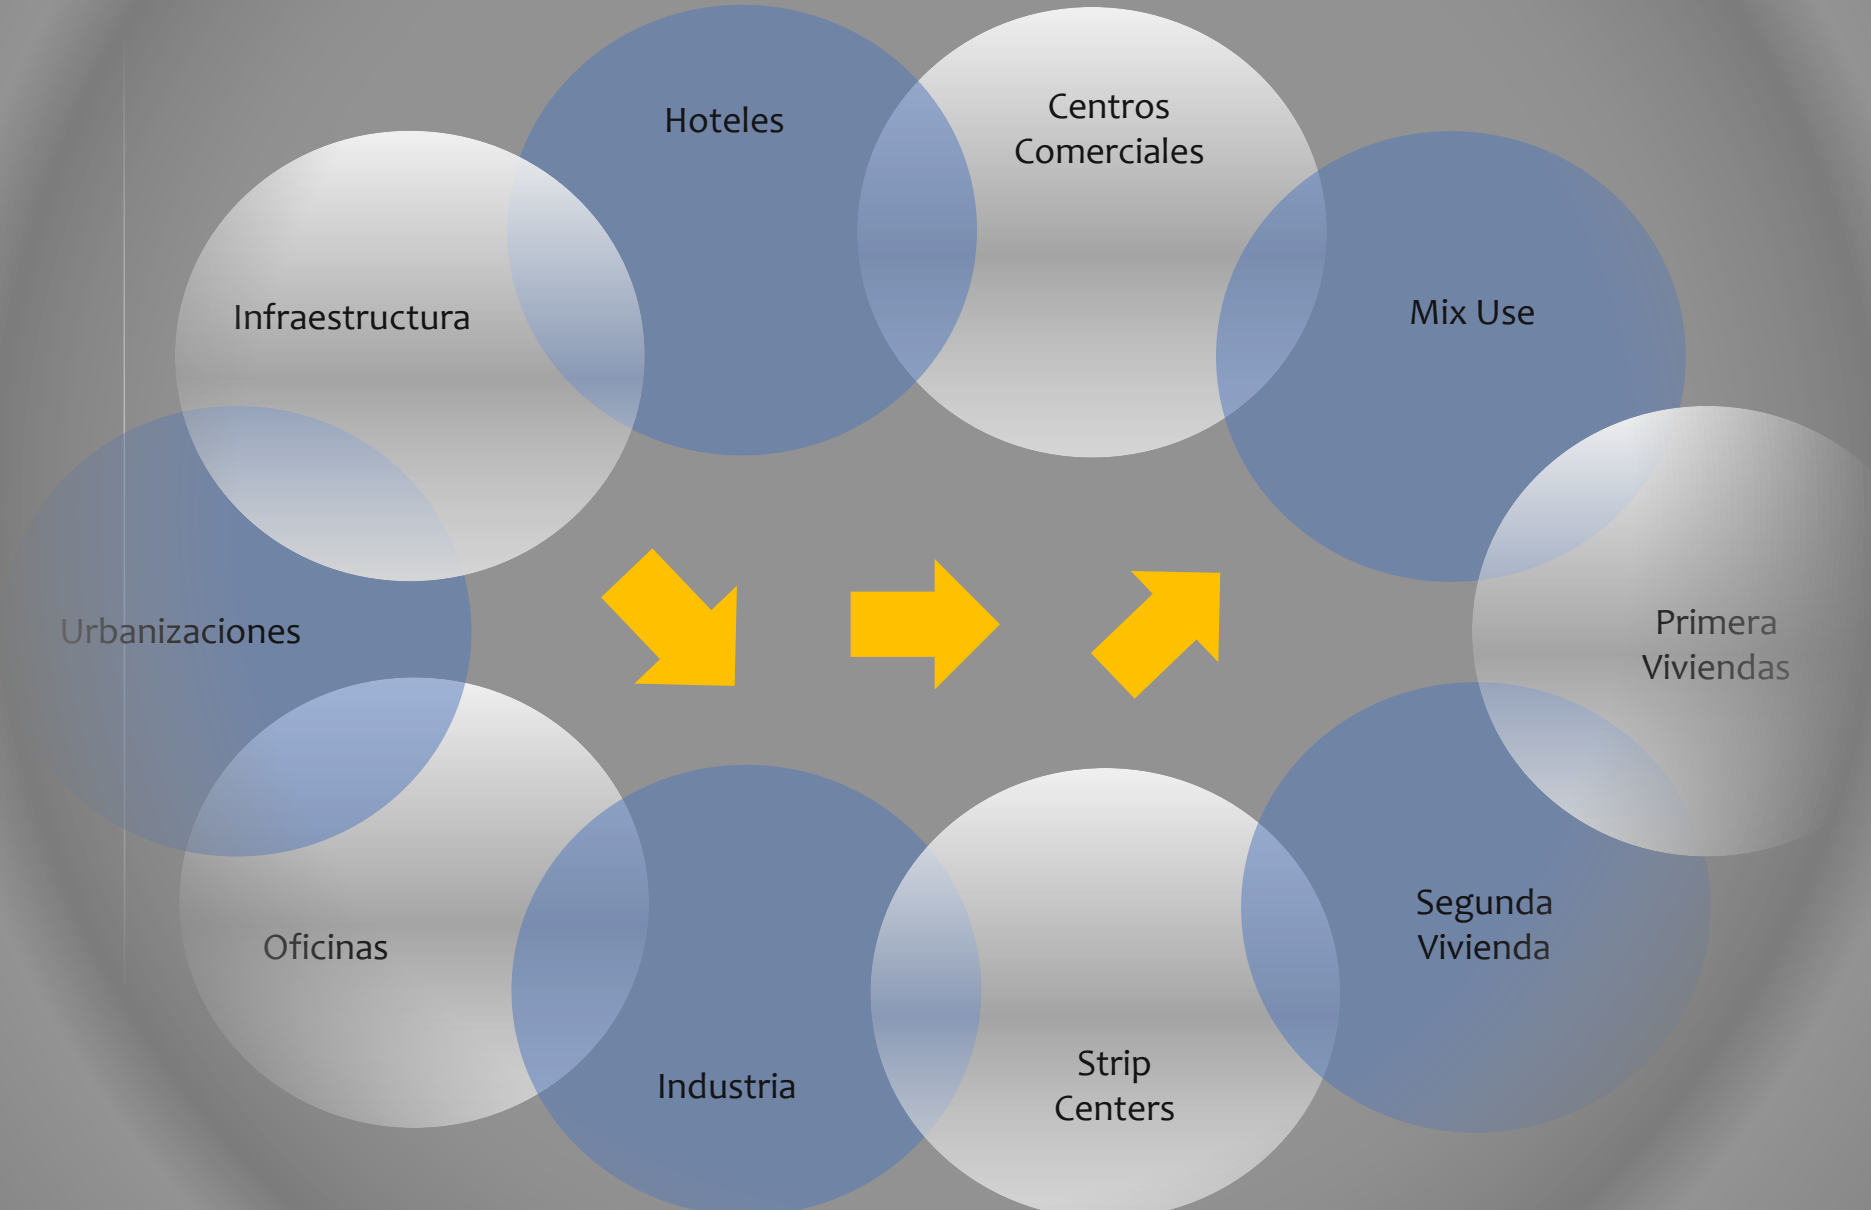 Hoteles
Centros
Comerciales
Mix Use
Primera
Viviendas
Segunda
Vivienda
Strip
Centers
Industria
Oficinas
Urbanizaciones
Infraestructura